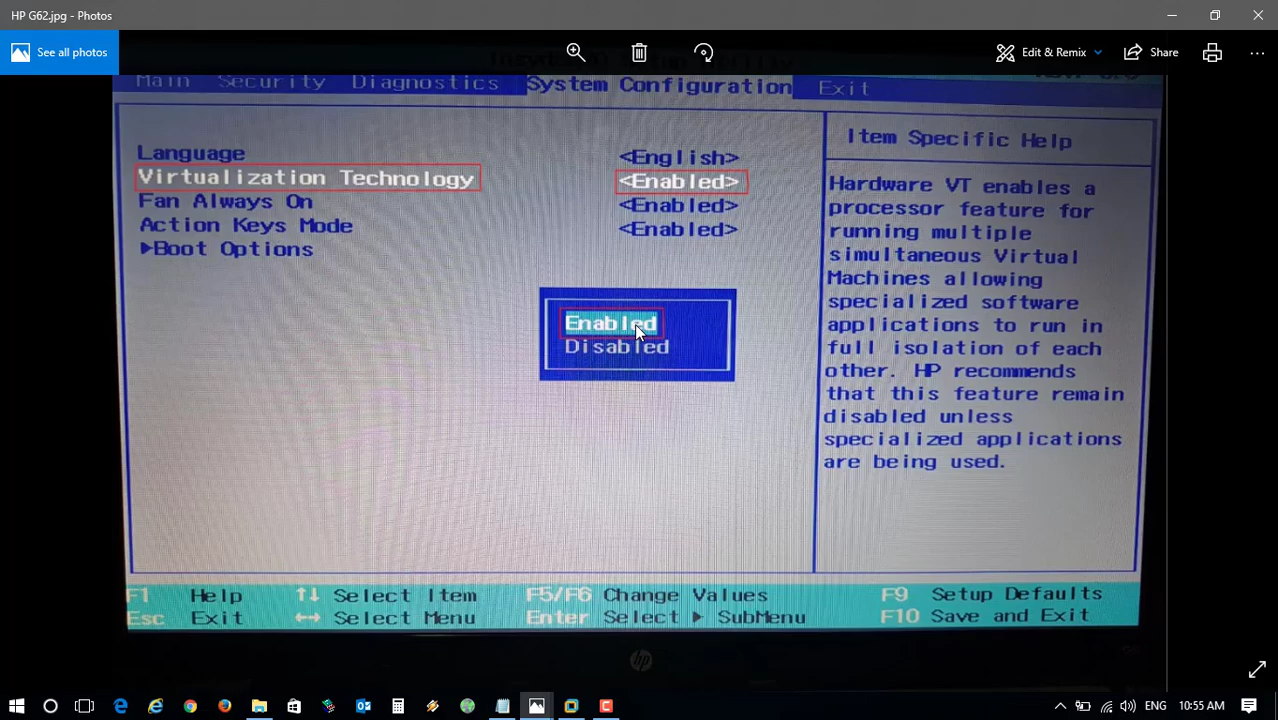 HP G62.jpg - Photos
See all photos
Edit & Remix
Share
Main Security Diagnostics System Configuration Exit
Language <English>
Virtualization Technology <Enabled>
Fan Always On <Enabled>
Action Keys Mode <Enabled>
Boot Options
Enabled
Disabled
Item Specific Help
Hardware VT enables a
processor feature for
running multiple
simultaneous Virtual
Machines allowing
specialized software
applications to run in
full isolation of each
other. HP recommends
that this feature remain
disabled unless
specialized applications
are being used.
F1 Help ↑↓ Select Item F5/F6 Change Values F9 Setup Defaults
Esc Exit ↔ Select Menu Enter Select ▶ SubMenu F10 Save and Exit
hp
ENG 10:55 AM